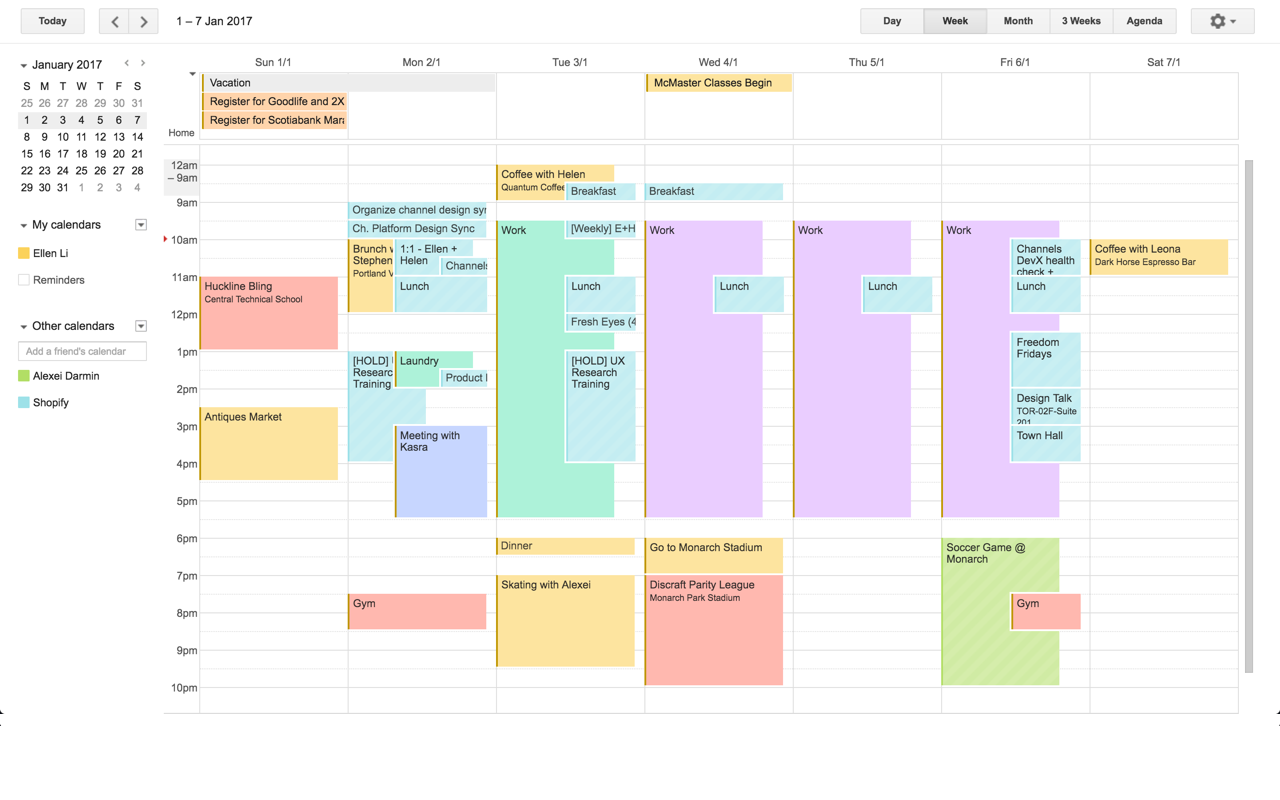 Today
1 – 7 Jan 2017
Day Week Month 3 Weeks Agenda
January 2017
S M T W T F S
25 26 27 28 29 30 31
1 2 3 4 5 6 7
8 9 10 11 12 13 14
15 16 17 18 19 20 21
22 23 24 25 26 27 28
29 30 31 1 2 3 4
My calendars
Ellen Li
Reminders
Other calendars
Add a friend's calendar
Alexei Darmin
Shopify
Sun 1/1 Mon 2/1 Tue 3/1 Wed 4/1 Thu 5/1 Fri 6/1 Sat 7/1
Home
Vacation
Register for Goodlife and 2X
Register for Scotiabank Mara
McMaster Classes Begin
12am
– 9am
9am
10am
11am
12pm
1pm
2pm
3pm
4pm
5pm
6pm
7pm
8pm
9pm
10pm
Huckline Bling
Central Technical School
Antiques Market
Organize channel design syn
Ch. Platform Design Sync
Brunch w
Stephen
Portland V
1:1 - Ellen +
Helen
Channels
Lunch
[HOLD] U
Researc
Training
Laundry
Product I
Meeting with
Kasra
Gym
Coffee with Helen
Quantum Coffee
Breakfast
Work
[Weekly] E+H
Lunch
Fresh Eyes (4
[HOLD] UX
Research
Training
Dinner
Skating with Alexei
Breakfast
Work
Lunch
Go to Monarch Stadium
Discraft Parity League
Monarch Park Stadium
Work
Lunch
Work
Channels
DevX health
check +
Lunch
Freedom
Fridays
Design Talk
TOR-02F-Suite
201
Town Hall
Soccer Game @
Monarch
Gym
Coffee with Leona
Dark Horse Espresso Bar